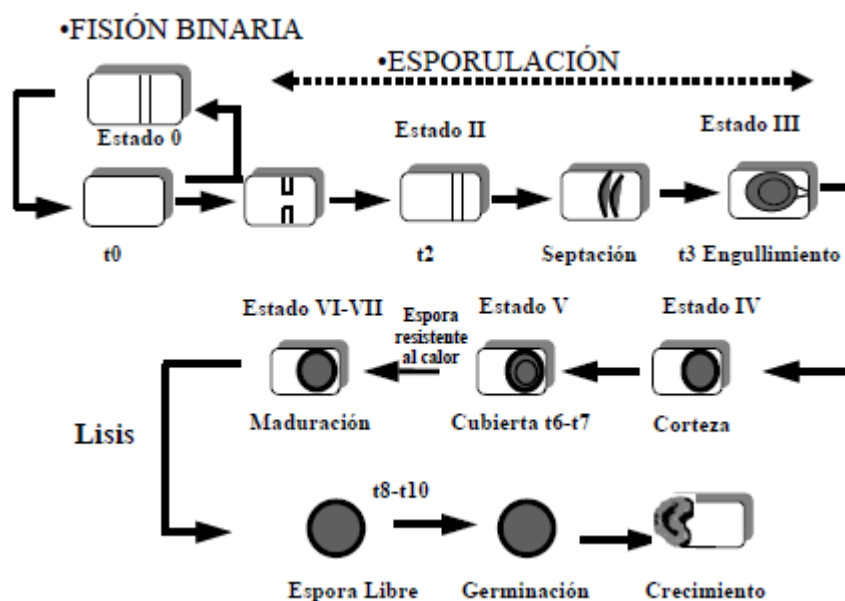 •FISIÓN BINARIA
•ESPORULACIÓN
Estado 0
Estado II
Estado III
t0
t2
Septación
t3 Engullimiento
Estado VI-VII
Espora
resistente
al calor
Estado V
Estado IV
Maduración
Cubierta t6-t7
Corteza
Lisis
t8-t10
Espora Libre
Germinación
Crecimiento